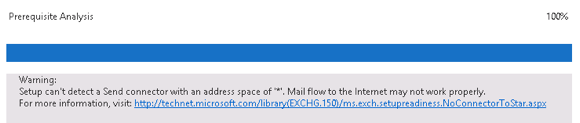 Prerequisite Analysis 100%
Warning:
Setup can't detect a Send connector with an address space of '*'. Mail flow to the Internet may not work properly.
For more information, visit: http://technet.microsoft.com/library(EXCHG.150)/ms.exch.setupreadiness.NoConnectorToStar.aspx